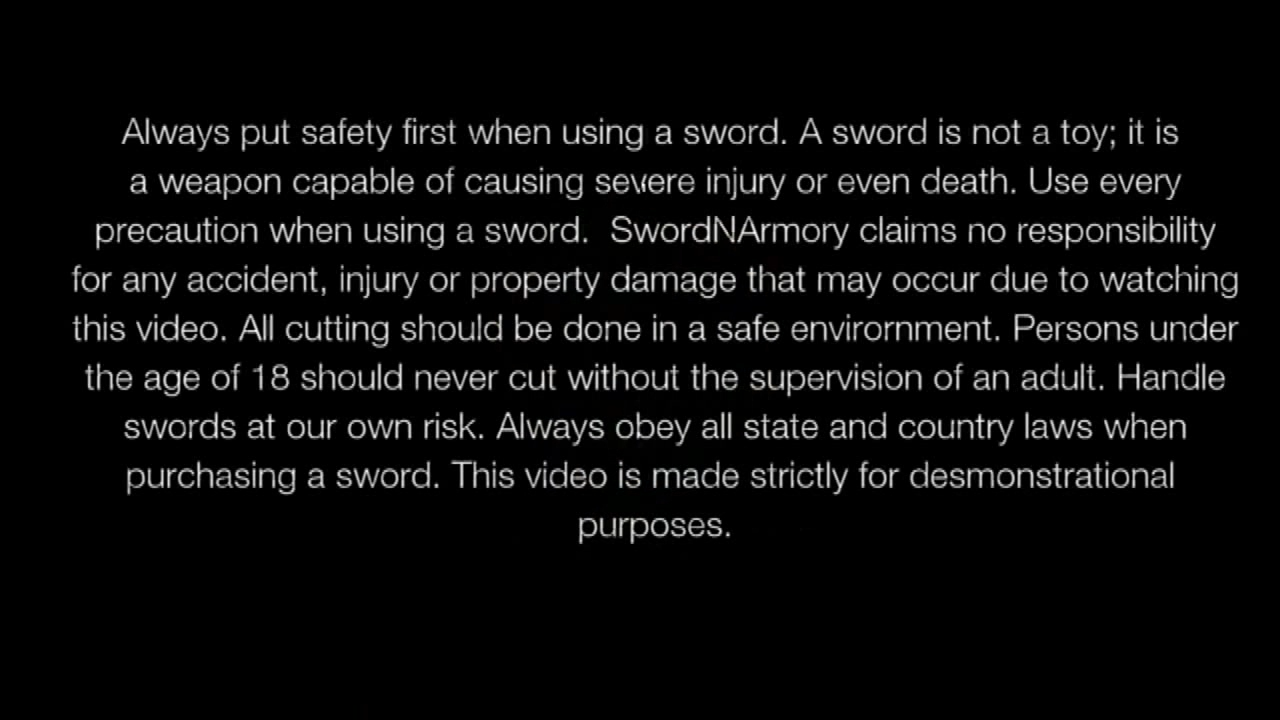 Always put safety first when using a sword. A sword is not a toy; it is
a weapon capable of causing severe injury or even death. Use every
precaution when using a sword.  SwordNArmory claims no responsibility
for any accident, injury or property damage that may occur due to watching
this video. All cutting should be done in a safe envirornment. Persons under
the age of 18 should never cut without the supervision of an adult. Handle
swords at our own risk. Always obey all state and country laws when
purchasing a sword. This video is made strictly for desmonstrational
purposes.